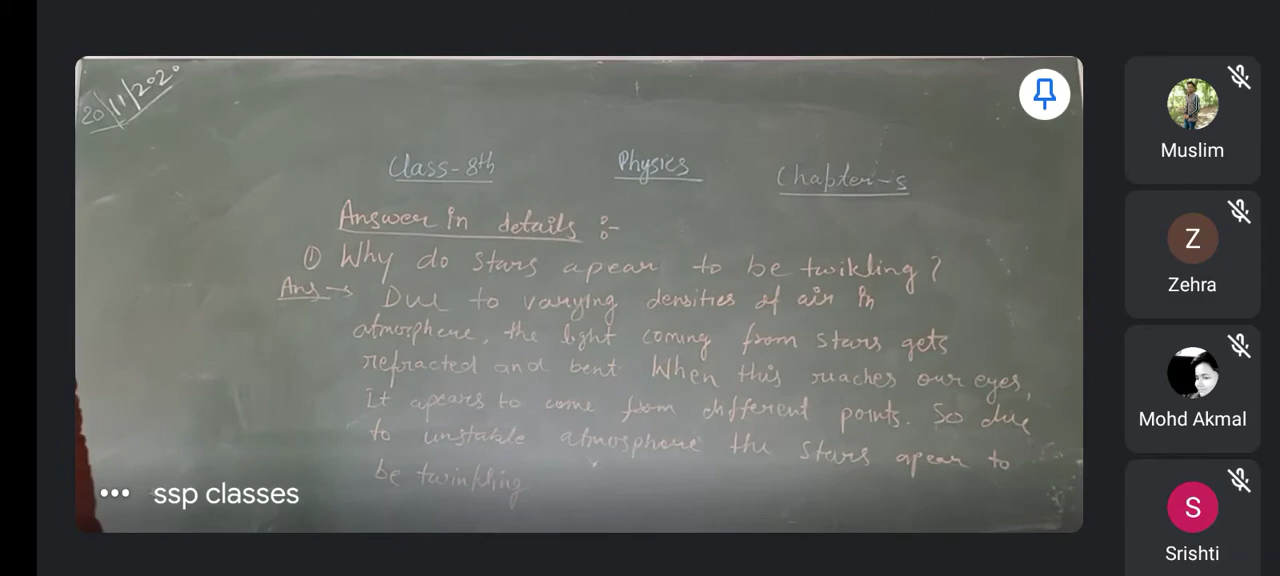 20/11/2020
Class-8th Physics Chapter-5
Answer in details :-
① Why do stars apear to be twikling ?
Ans→ Due to varying densities of air in
atmosphere, the light coming from stars gets
refracted and bent. When this reaches our eyes,
It apears to come from different points. So due
to unstable atmosphere the stars apear to
be twinkling
ssp classes
Muslim
Z
Zehra
Mohd Akmal
S
Srishti